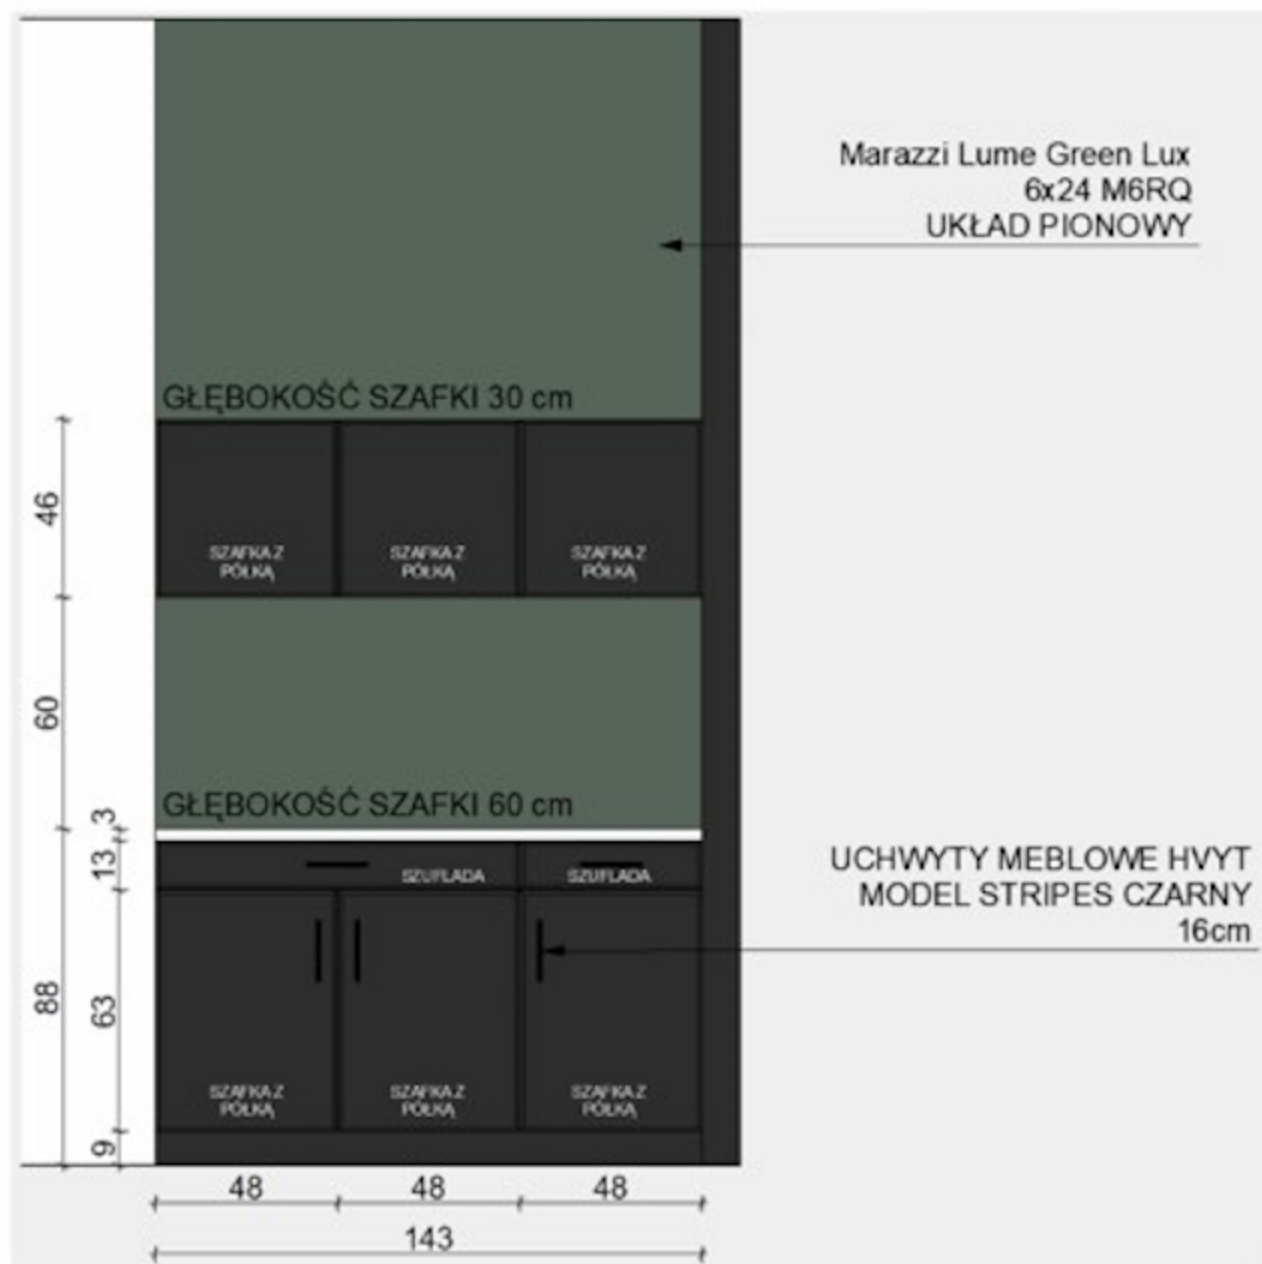 Marazzi Lume Green Lux
6x24 M6RQ
UKŁAD PIONOWY
GŁĘBOKOŚĆ SZAFKI 30 cm
46
SZAFKA Z
PÓŁKĄ
SZAFKA Z
PÓŁKĄ
SZAFKA Z
PÓŁKĄ
60
GŁĘBOKOŚĆ SZAFKI 60 cm
3
13
SZUFLADA
SZUFLADA
UCHWYTY MEBLOWE HVYT
MODEL STRIPES CZARNY
16cm
88
63
SZAFKA Z
PÓŁKĄ
SZAFKA Z
PÓŁKĄ
SZAFKA Z
PÓŁKĄ
9
48
48
48
143